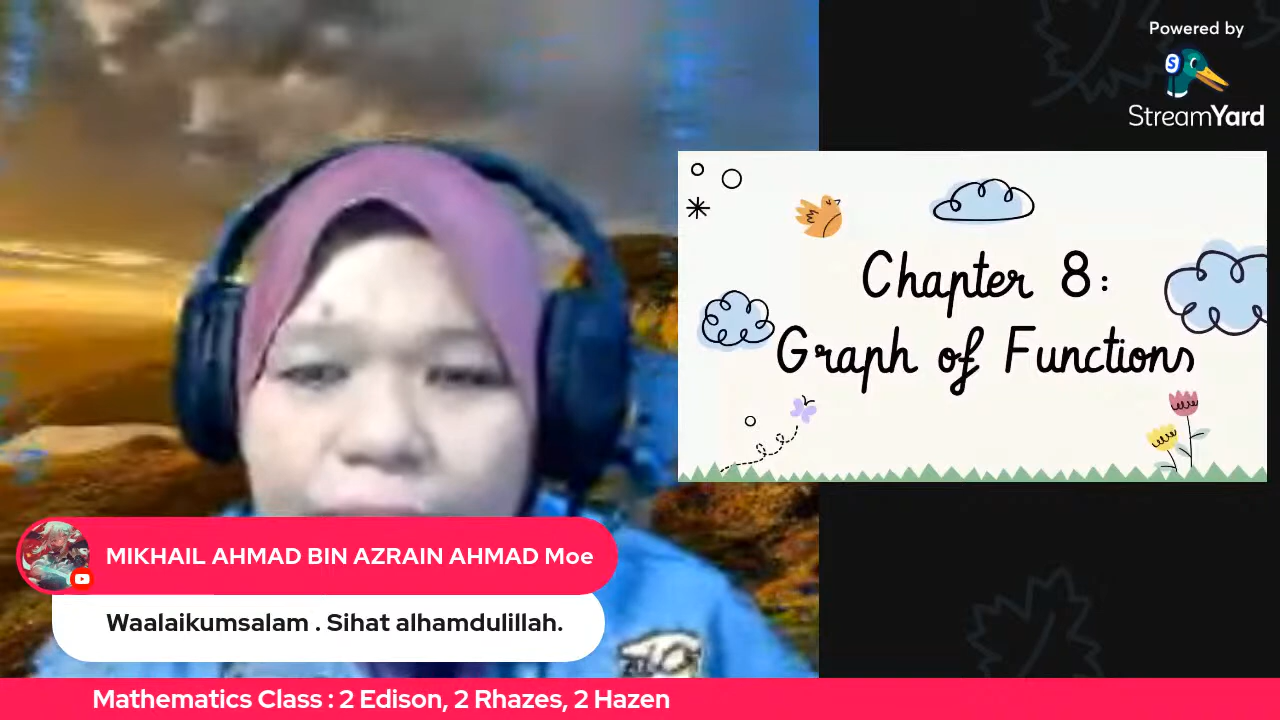 Powered by
StreamYard
Chapter 8:
Graph of Functions
MIKHAIL AHMAD BIN AZRAIN AHMAD Moe
Waalaikumsalam . Sihat alhamdulillah.
Mathematics Class : 2 Edison, 2 Rhazes, 2 Hazen